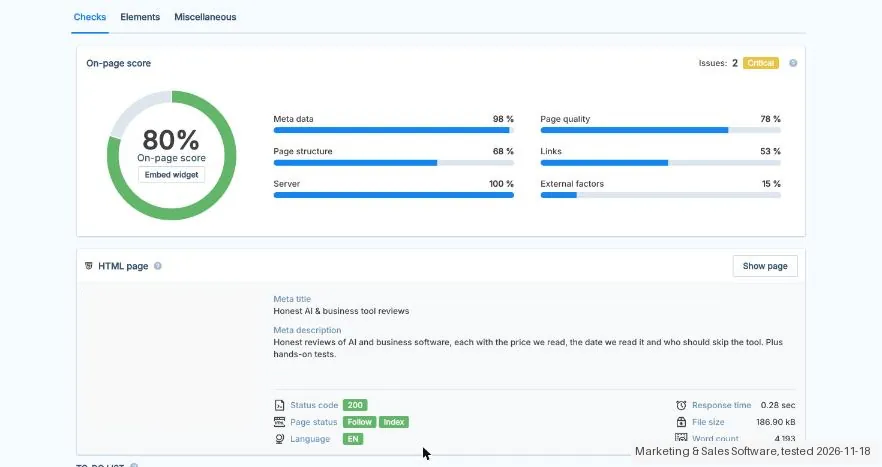 Checks Elements Miscellaneous
On-page score
Issues: 2 Critical
80%
On-page score
Embed widget
Meta data 98 %
Page structure 68 %
Server 100 %
Page quality 78 %
Links 53 %
External factors 15 %
HTML page
Show page
Meta title
Honest AI & business tool reviews
Meta description
Honest reviews of AI and business software, each with the price we read, the date we read it and who should skip the tool. Plus
hands-on tests.
Status code 200
Page status Follow Index
Language EN
Response time 0.28 sec
File size 186.90 kB
Word count 4,193
Marketing & Sales Software, tested 2026-11-18
TO-DO LIST